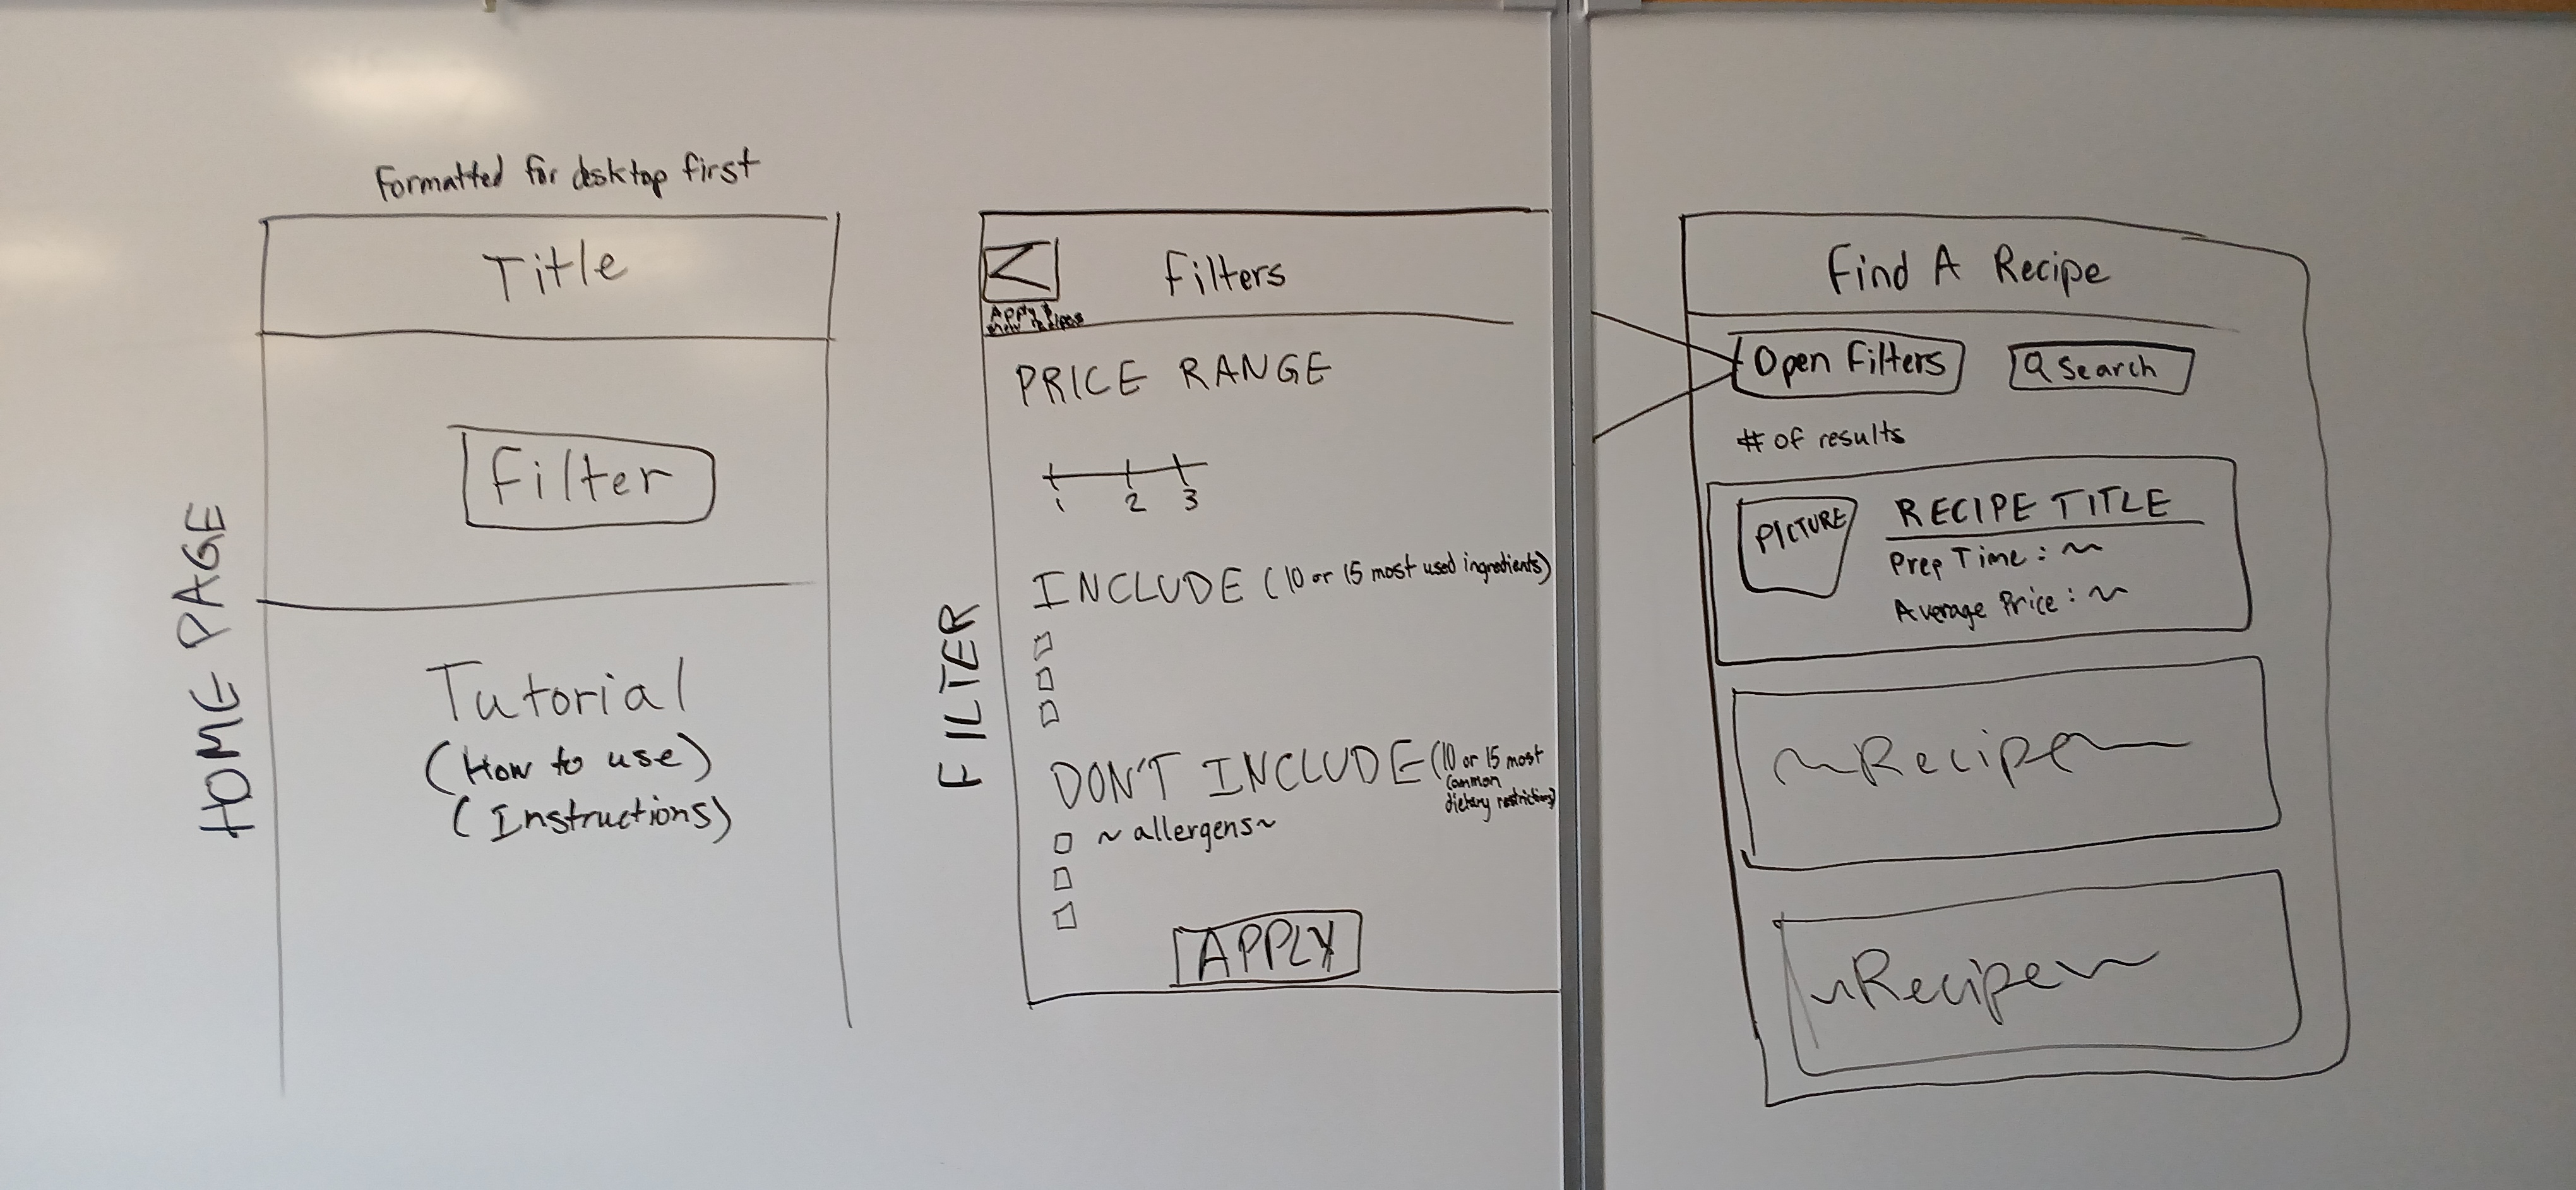 Formatted for desktop first
HOME PAGE
Title
Filter
Tutorial
(How to use)
(Instructions)
FILTER
<
Filters
Apply &
show recipes
PRICE RANGE
1 2 3
INCLUDE (10 or 15 most used ingredients)
DON'T INCLUDE (10 or 15 most
common
dietary restrictions)
~ allergens ~
APPLY
Find A Recipe
Open Filters
Search
# of results
PICTURE
RECIPE TITLE
Prep Time : ~
Average Price : ~
~Recipe~
~Recipe~